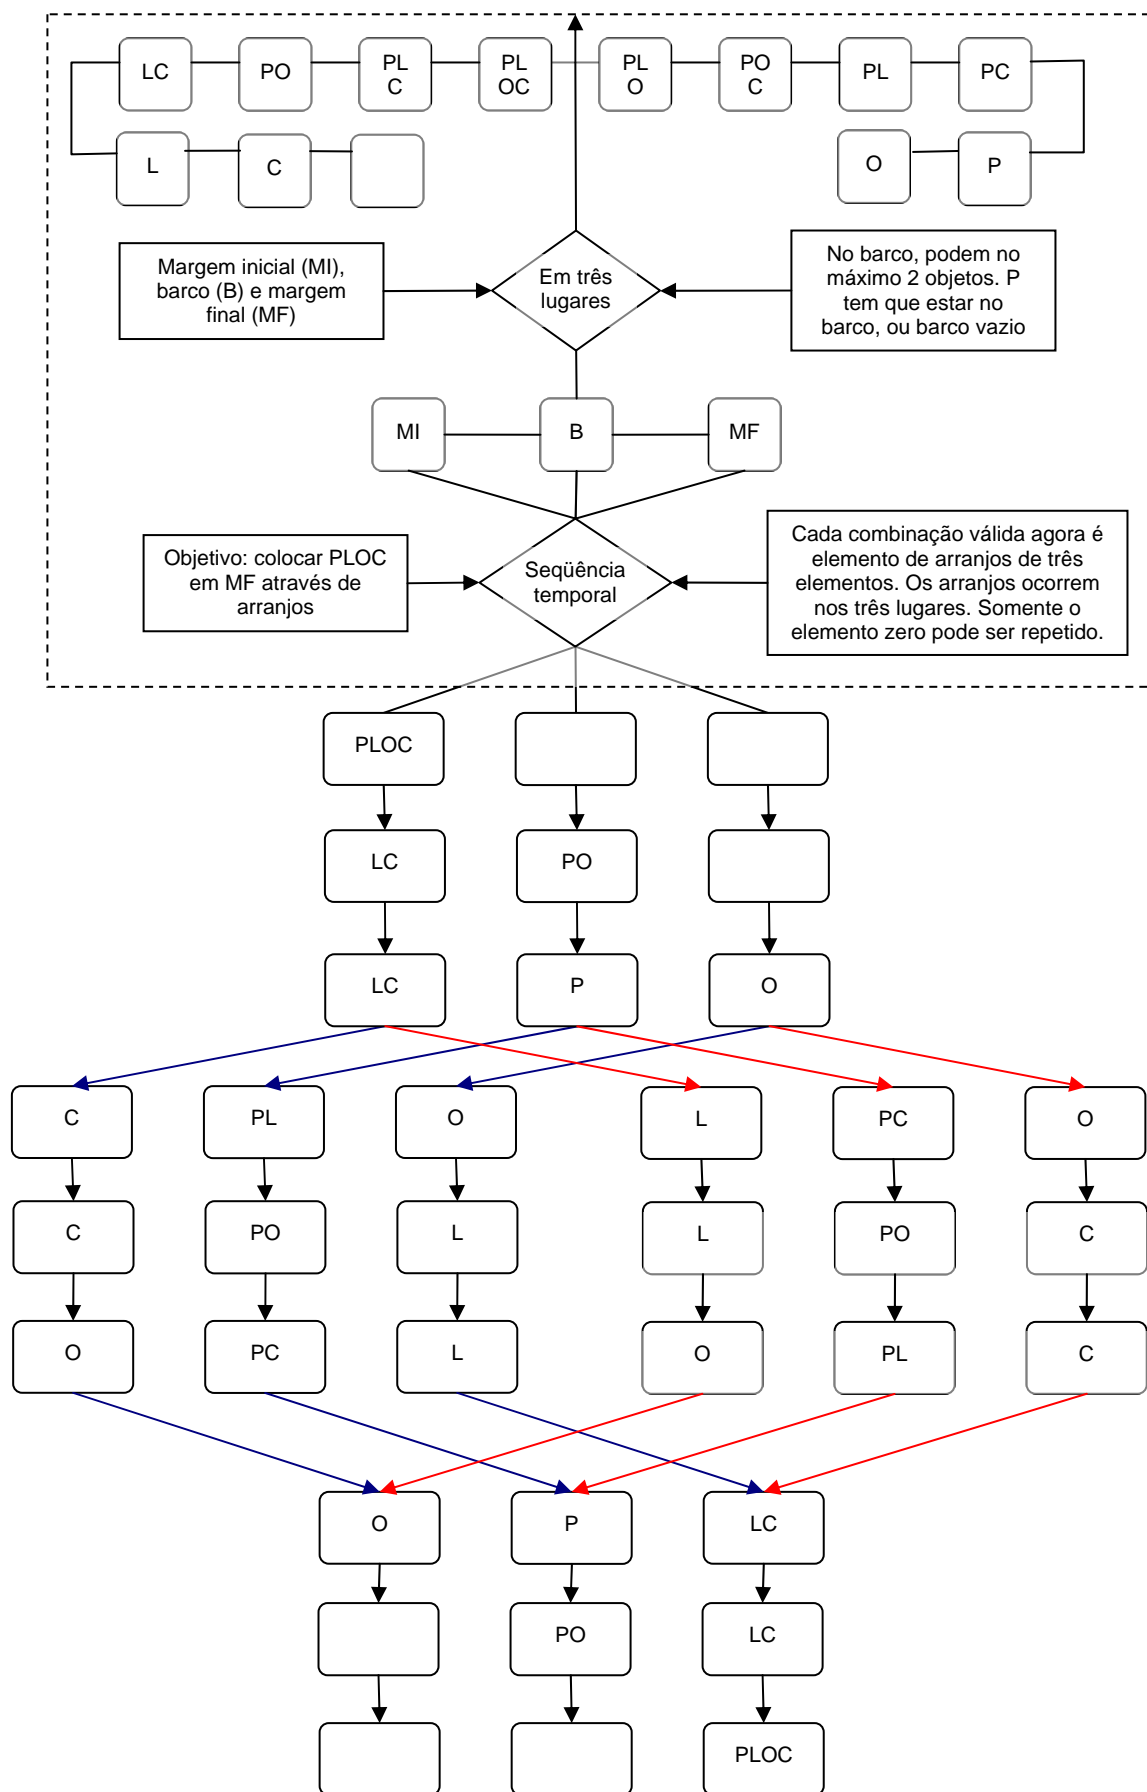 LC
PO
PL
C
PL
OC
PL
O
PO
C
PL
PC
L
C
O
P
Margem inicial (MI),
barco (B) e margem
final (MF)
Em três
lugares
No barco, podem no
máximo 2 objetos. P
tem que estar no
barco, ou barco vazio
MI
B
MF
Objetivo: colocar PLOC
em MF através de
arranjos
Seqüência
temporal
Cada combinação válida agora é
elemento de arranjos de três
elementos. Os arranjos ocorrem
nos três lugares. Somente o
elemento zero pode ser repetido.
PLOC
LC
PO
LC
P
O
C
PL
O
L
PC
O
C
PO
L
L
PO
C
O
PC
L
O
PL
C
O
P
LC
PO
LC
PLOC